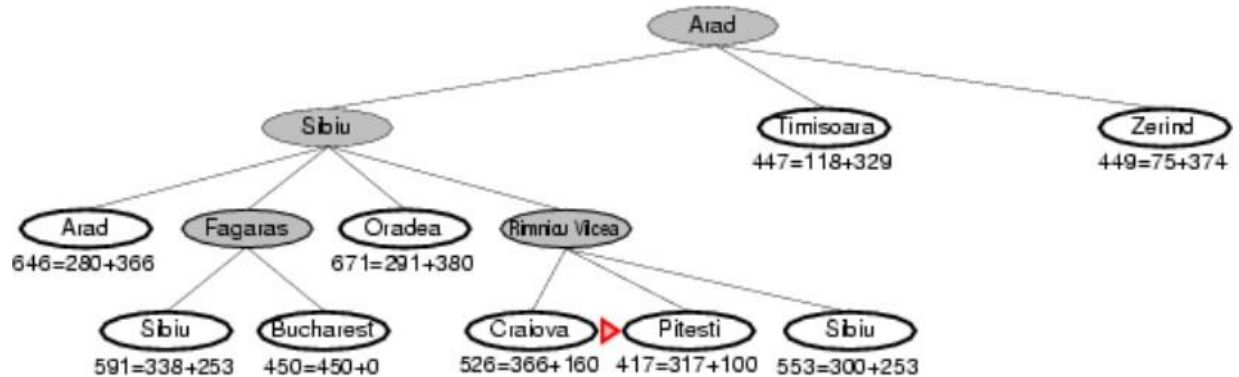 Arad
Sibiu
Timisoara
Zerind
447=118+329
449=75+374
Arad
Fagaras
Oradea
Rimnicu Vilcea
646=280+366
671=291+380
Sibiu
Bucharest
Craiova
Pitesti
Sibiu
591=338+253
450=450+0
526=366+160
417=317+100
553=300+253